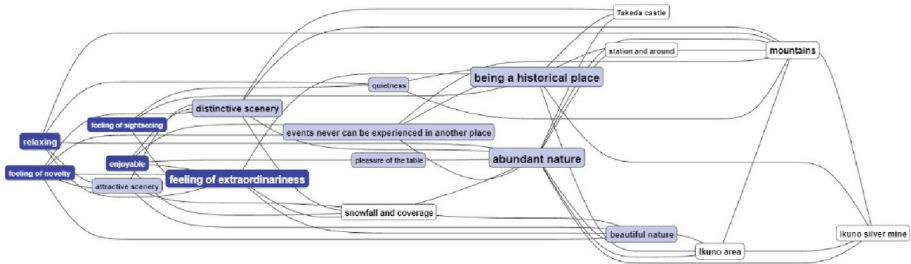 Takeda castle
station and around
mountains
being a historical place
quietness
distinctive scenery
feeling of sightseeing
events never can be experienced in another place
relaxing
enjoyable
pleasure of the table
abundant nature
feeling of novelty
attractive scenery
feeling of extraordinariness
snowfall and coverage
beautiful nature
Ikuno silver mine
Ikuno area